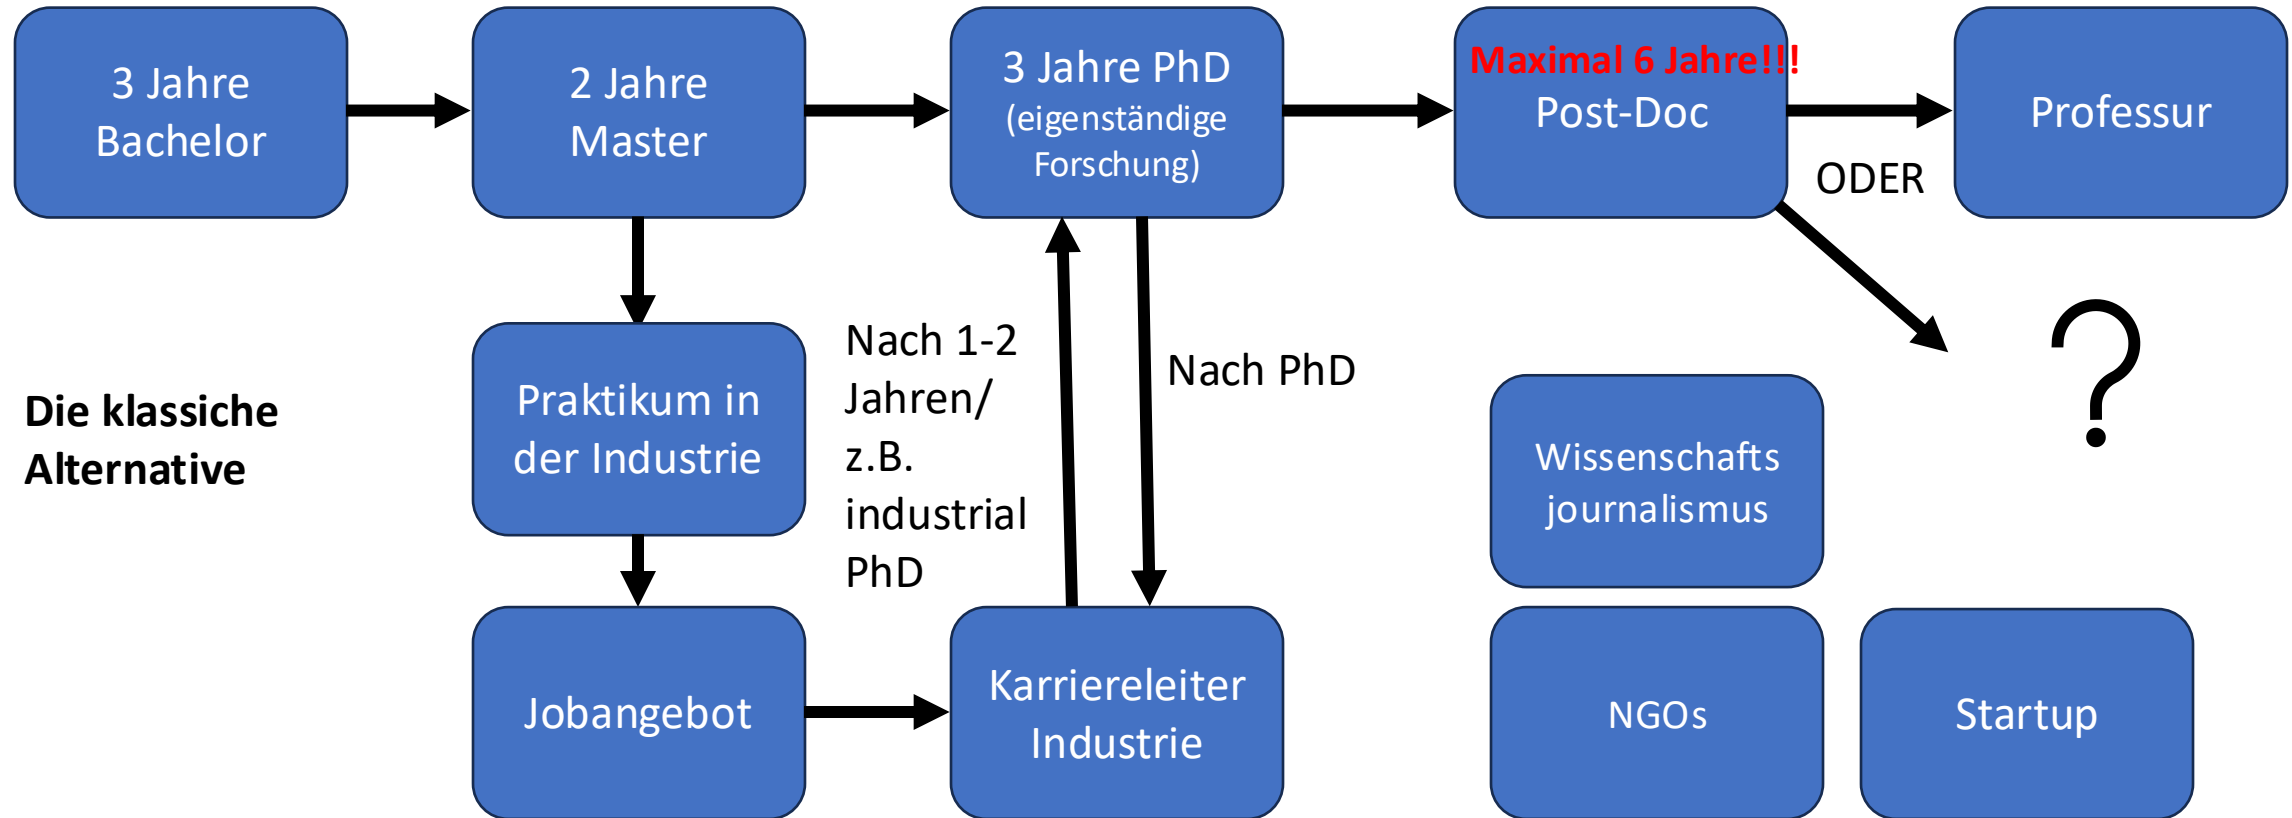 3 Jahre
Bachelor
2 Jahre
Master
3 Jahre PhD
(eigenständige
Forschung)
Maximal 6 Jahre!!!
Post-Doc
Professur
ODER
Die klassiche
Alternative
Praktikum in
der Industrie
Nach 1-2
Jahren/
z.B.
industrial
PhD
Nach PhD
?
Wissenschafts
journalismus
Jobangebot
Karriereleiter
Industrie
NGOs
Startup